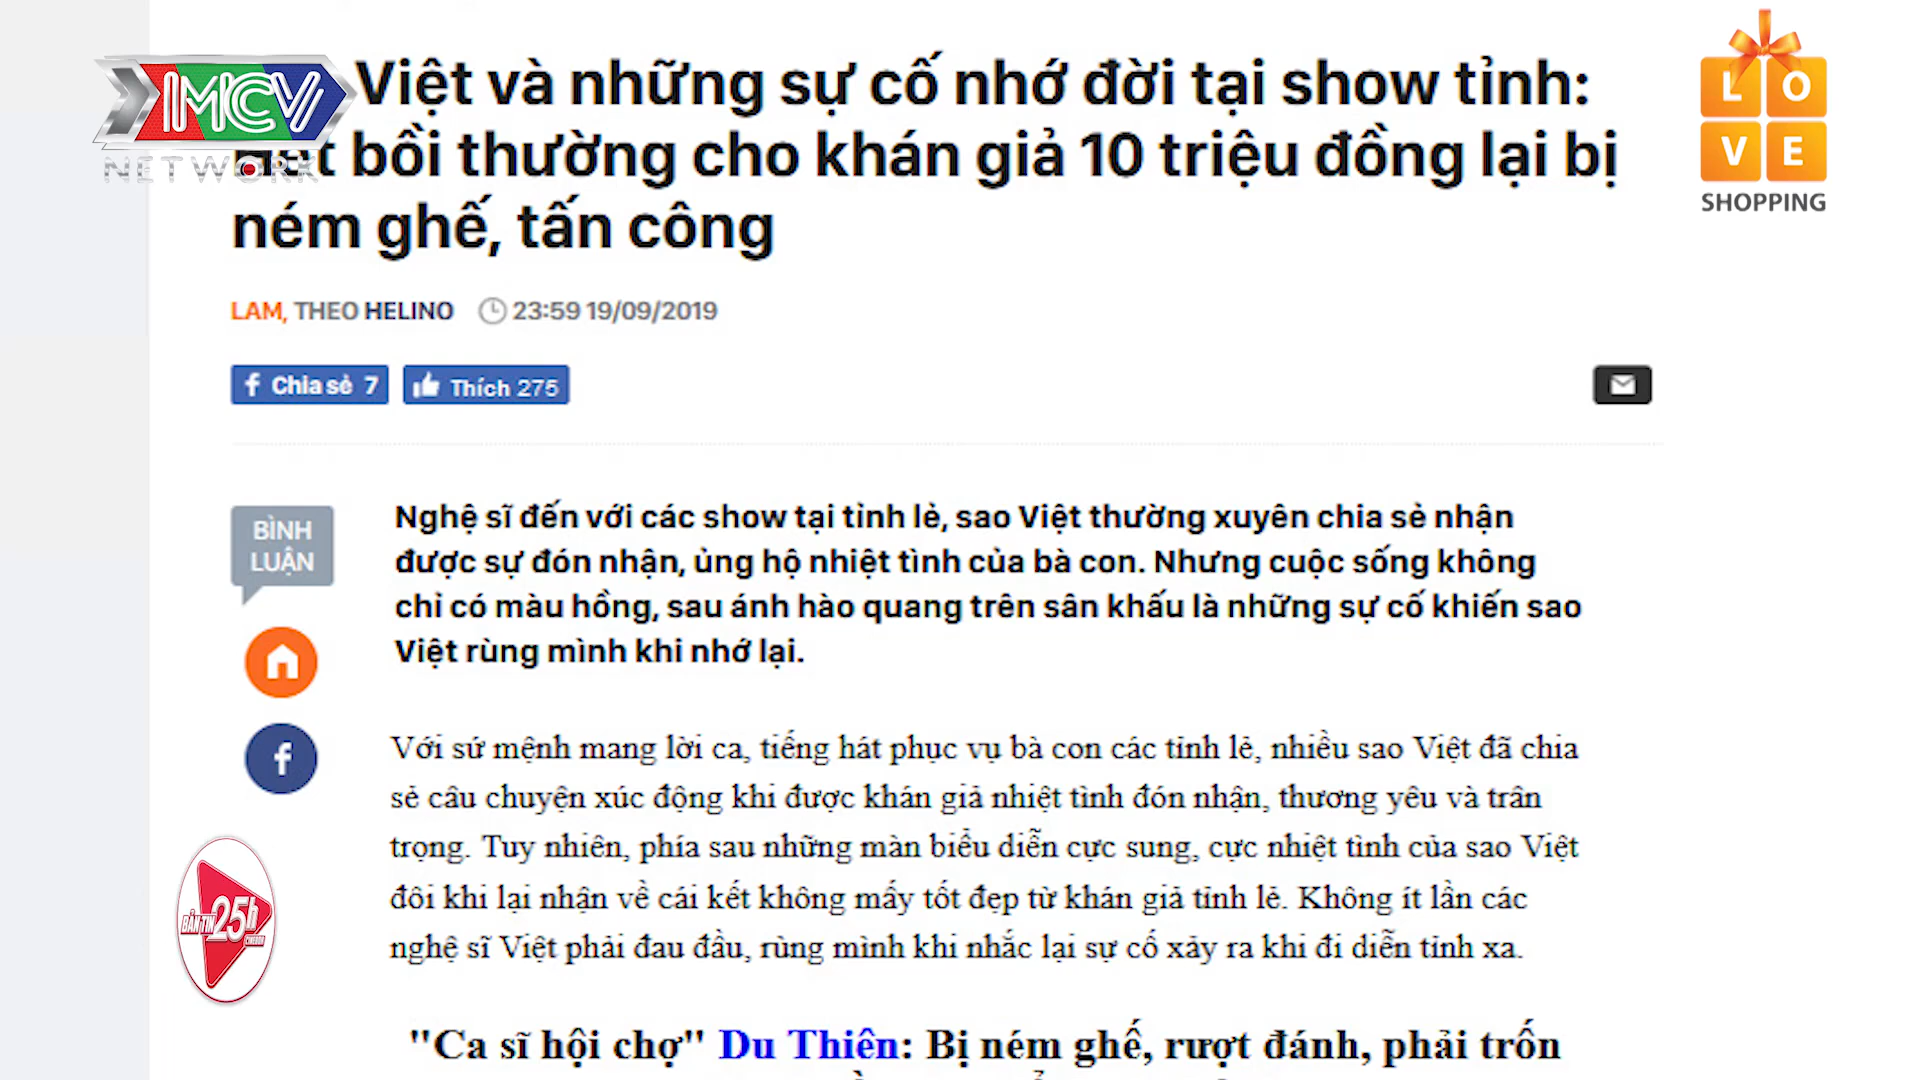 Việt và những sự cố nhớ đời tại show tỉnh:
bồi thường cho khán giả 10 triệu đồng lại bị
ném ghế, tấn công
IMCV
NETWORK
L O
V E
SHOPPING
LAM, THEO HELINO 23:59 19/09/2019
f Chia sẻ 7 Thích 275
BÌNH
LUẬN
Nghệ sĩ đến với các show tại tỉnh lẻ, sao Việt thường xuyên chia sẻ nhận
được sự đón nhận, ủng hộ nhiệt tình của bà con. Nhưng cuộc sống không
chỉ có màu hồng, sau ánh hào quang trên sân khấu là những sự cố khiến sao
Việt rùng mình khi nhớ lại.
f
Với sứ mệnh mang lời ca, tiếng hát phục vụ bà con các tỉnh lẻ, nhiều sao Việt đã chia
sẻ câu chuyện xúc động khi được khán giả nhiệt tình đón nhận, thương yêu và trân
trọng. Tuy nhiên, phía sau những màn biểu diễn cực sung, cực nhiệt tình của sao Việt
đôi khi lại nhận về cái kết không mấy tốt đẹp từ khán giả tỉnh lẻ. Không ít lần các
nghệ sĩ Việt phải đau đầu, rùng mình khi nhắc lại sự cố xảy ra khi đi diễn tỉnh xa.
BẢN TIN 25h
"Ca sĩ hội chợ" Du Thiên: Bị ném ghế, rượt đánh, phải trốn